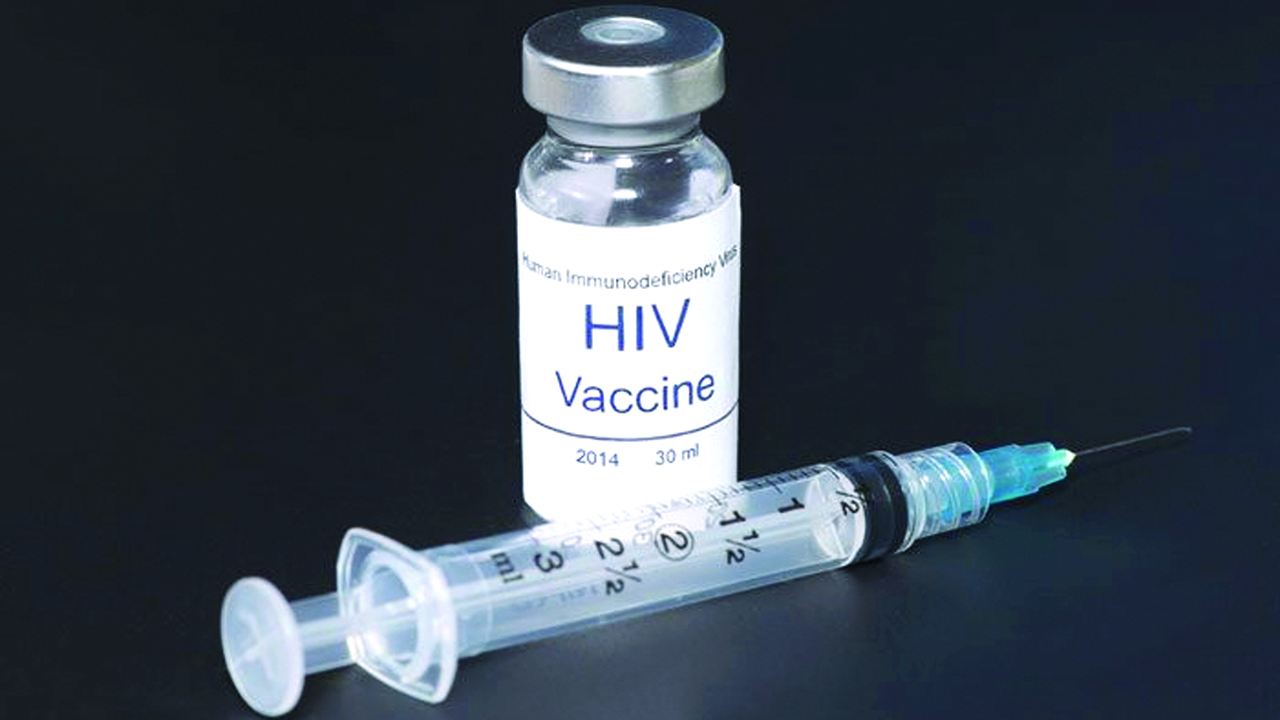 Human Immunodeficiency Virus
HIV
Vaccine
2014 30 ml
ml 3 2 1/2 2 1 1/2 1 1/2